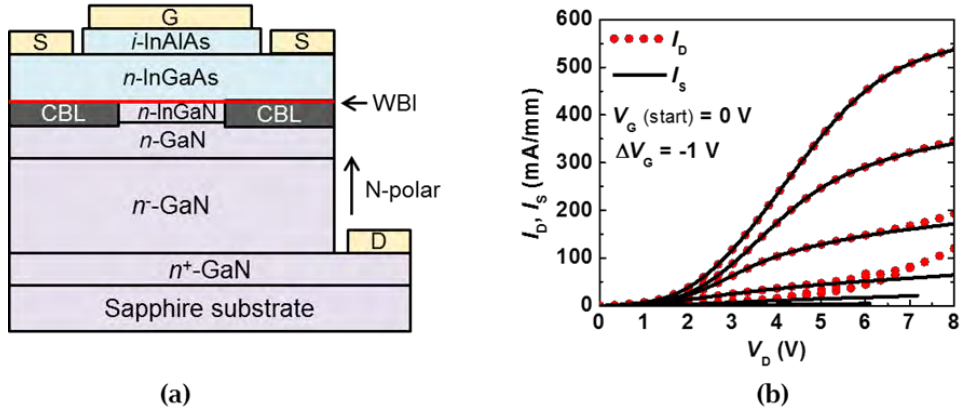 G
i-InAlAs
S S
n-InGaAs
WBI
CBL n-InGaN CBL
n-GaN
N-polar
n⁻-GaN
D
n⁺-GaN
Sapphire substrate
(a)
600
500
400
300
200
100
0
I_D, I_S (mA/mm)
I_D
I_S
V_G (start) = 0 V
ΔV_G = -1 V
0 1 2 3 4 5 6 7 8
V_D (V)
(b)